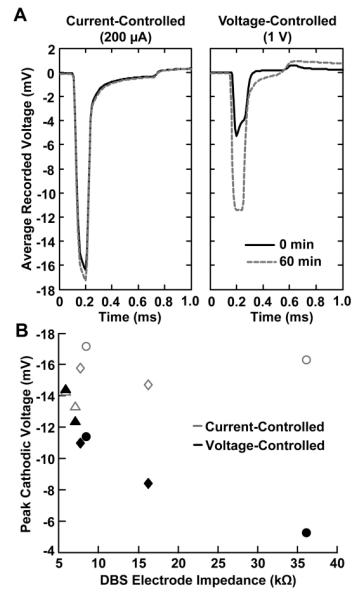 A
Current-Controlled
(200 µA)
Voltage-Controlled
(1 V)
Average Recorded Voltage (mV)
2
0
-2
-4
-6
-8
-10
-12
-14
-16
-18
0 0.2 0.4 0.6 0.8 1.0
Time (ms)
0 min
60 min
0 0.2 0.4 0.6 0.8 1.0
Time (ms)
B
Peak Cathodic Voltage (mV)
-18
-16
-14
-12
-10
-8
-6
-4
Current-Controlled
Voltage-Controlled
5 10 15 20 25 30 35 40
DBS Electrode Impedance (kΩ)